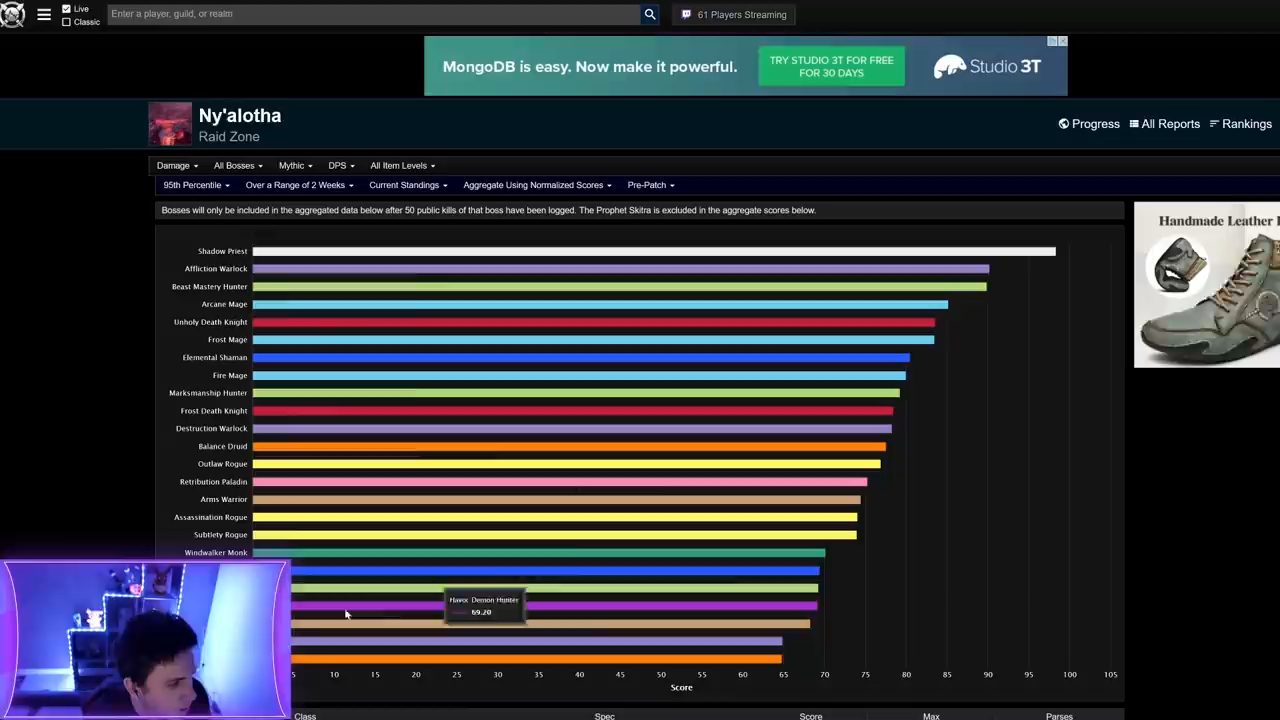 Live
Classic
Enter a player, guild, or realm
61 Players Streaming
MongoDB is easy. Now make it powerful.
TRY STUDIO 3T FOR FREE
FOR 30 DAYS
Studio 3T
Ny'alotha
Raid Zone
Progress
All Reports
Rankings
Damage
All Bosses
Mythic
DPS
All Item Levels
95th Percentile
Over a Range of 2 Weeks
Current Standings
Aggregate Using Normalized Scores
Pre-Patch
Bosses will only be included in the aggregated data below after 50 public kills of that boss have been logged. The Prophet Skitra is excluded in the aggregate scores below.
Handmade Leather
Shadow Priest
Affliction Warlock
Beast Mastery Hunter
Arcane Mage
Unholy Death Knight
Frost Mage
Elemental Shaman
Fire Mage
Marksmanship Hunter
Frost Death Knight
Destruction Warlock
Balance Druid
Outlaw Rogue
Retribution Paladin
Arms Warrior
Assassination Rogue
Subtlety Rogue
Windwalker Monk
Havoc Demon Hunter
69.20
5 10 15 20 25 30 35 40 45 50 55 60 65 70 75 80 85 90 95 100 105
Score
Class Spec Score Max Parses